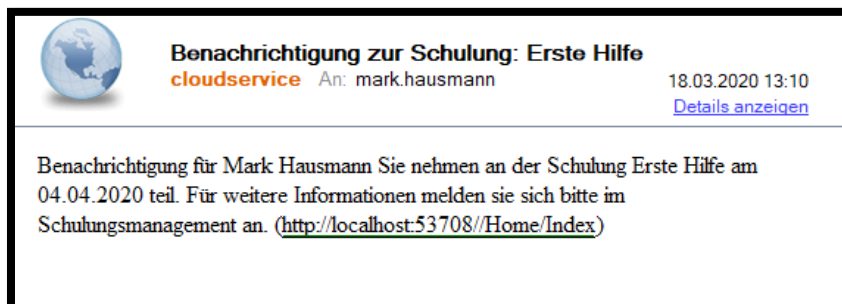 Benachrichtigung zur Schulung: Erste Hilfe
cloudservice An: mark.hausmann 18.03.2020 13:10
Details anzeigen
Benachrichtigung für Mark Hausmann Sie nehmen an der Schulung Erste Hilfe am
04.04.2020 teil. Für weitere Informationen melden sie sich bitte im
Schulungsmanagement an. (http://localhost:53708//Home/Index)